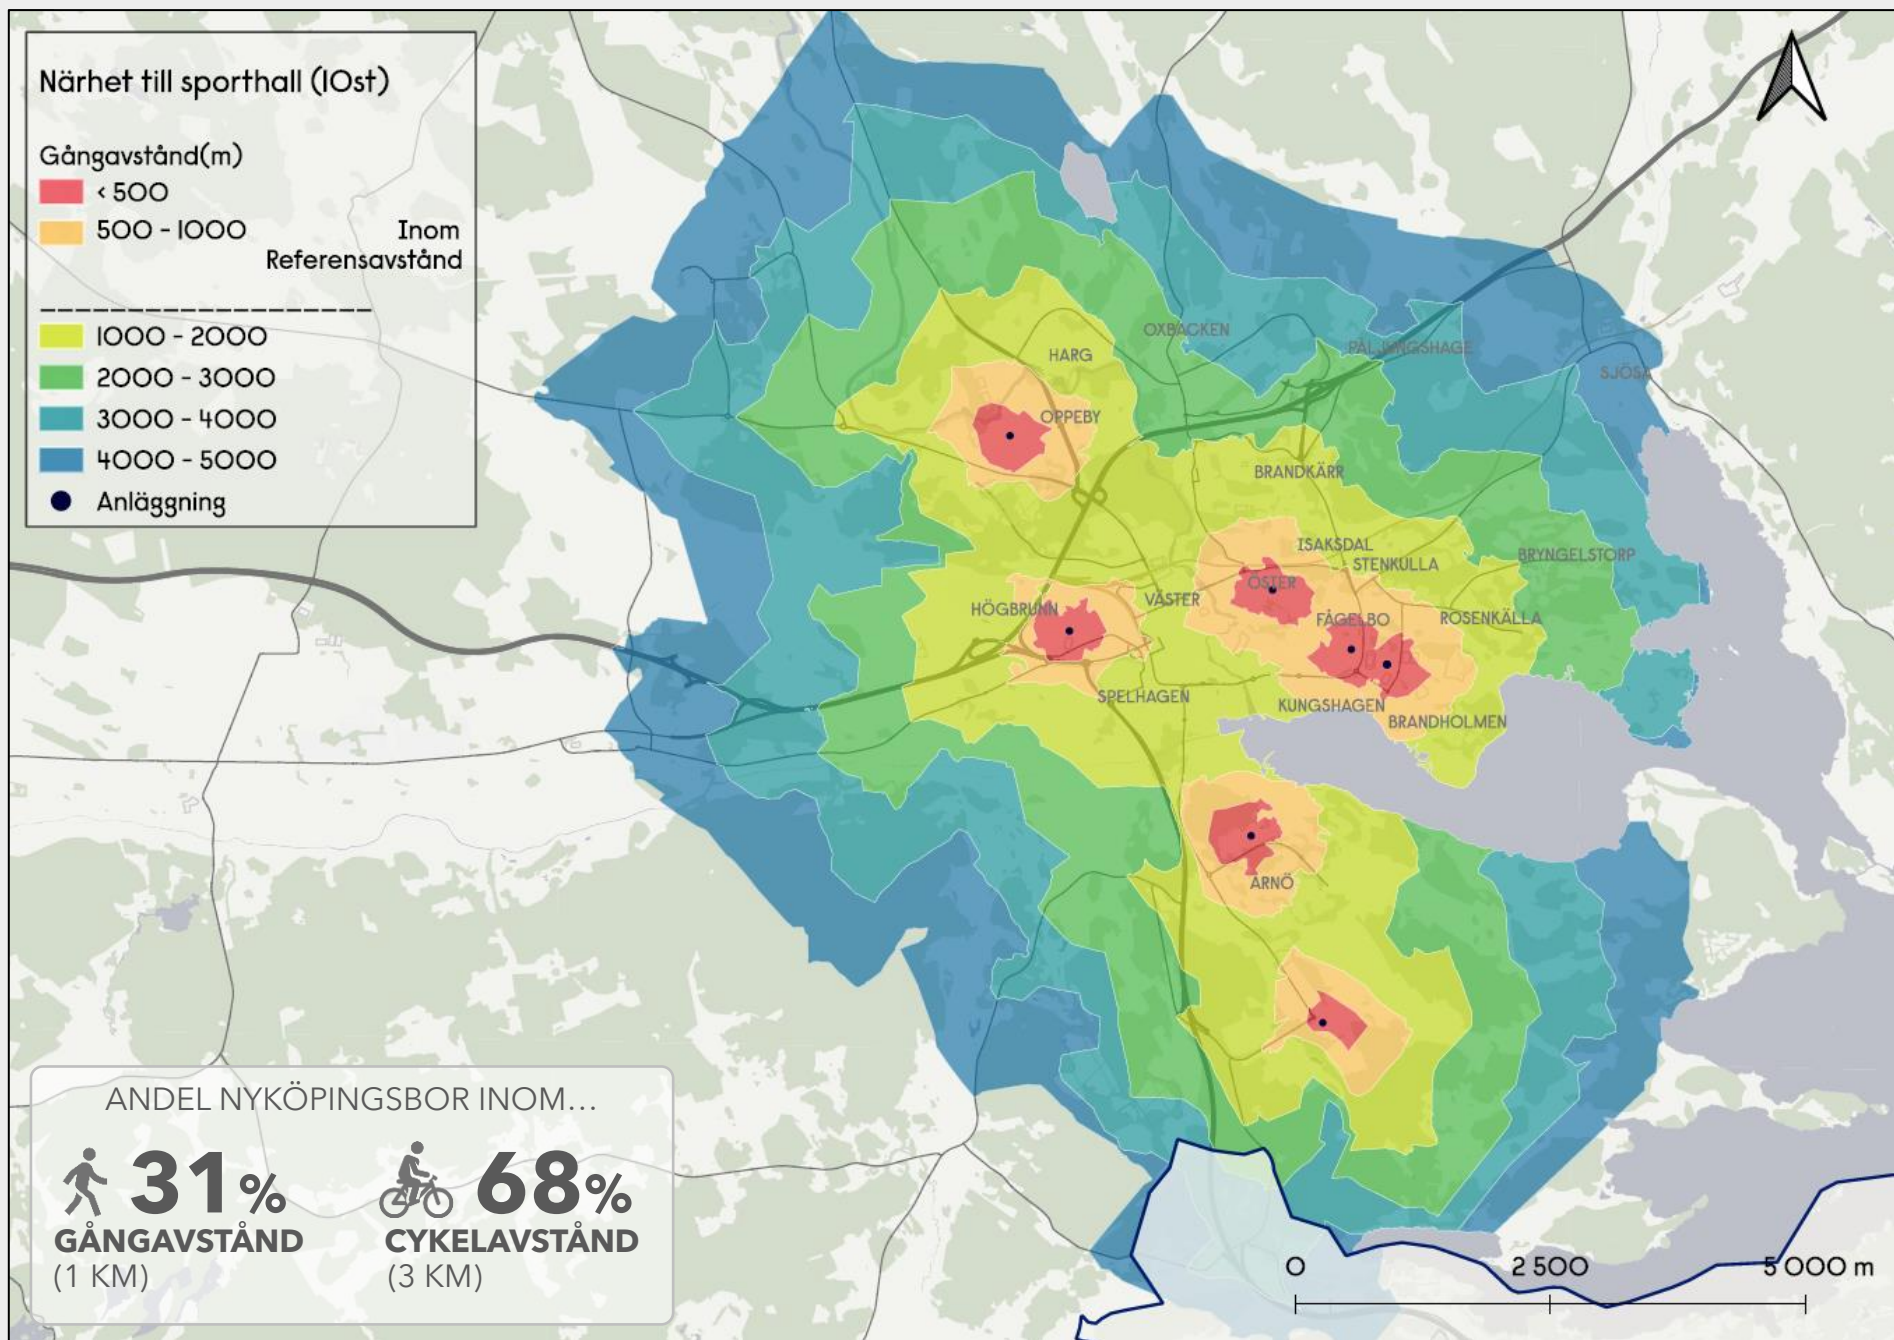 Närhet till sporthall (10st)
Gångavstånd(m)
< 500
500 - 1000
Inom
Referensavstånd
1000 - 2000
2000 - 3000
3000 - 4000
4000 - 5000
Anläggning
OXBACKEN
PÅLJUNGSHAGE
HARG
SJÖSA
OPPEBY
BRANDKÄRR
ISAKSDAL
BRYNGELSTORP
STENKULLA
ÖSTER
VÄSTER
HÖGBRUNN
FÅGELBO
ROSENKÄLLA
SPELHAGEN
KUNGSHAGEN
BRANDHOLMEN
ARNÖ
ANDEL NYKÖPINGSBOR INOM...
31%
GÅNGAVSTÅND
(1 KM)
68%
CYKELAVSTÅND
(3 KM)
0 2 500 5 000 m